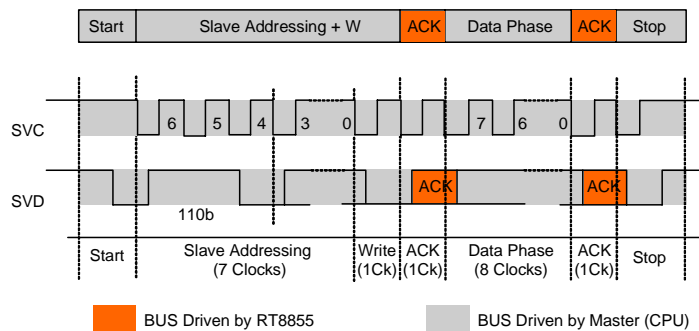 Start Slave Addressing + W ACK Data Phase ACK Stop
SVC 6 5 4 3 0 7 6 0
SVD ACK ACK
110b
Start Slave Addressing (7 Clocks) Write (1Ck) ACK (1Ck) Data Phase (8 Clocks) ACK (1Ck) Stop
BUS Driven by RT8855 BUS Driven by Master (CPU)